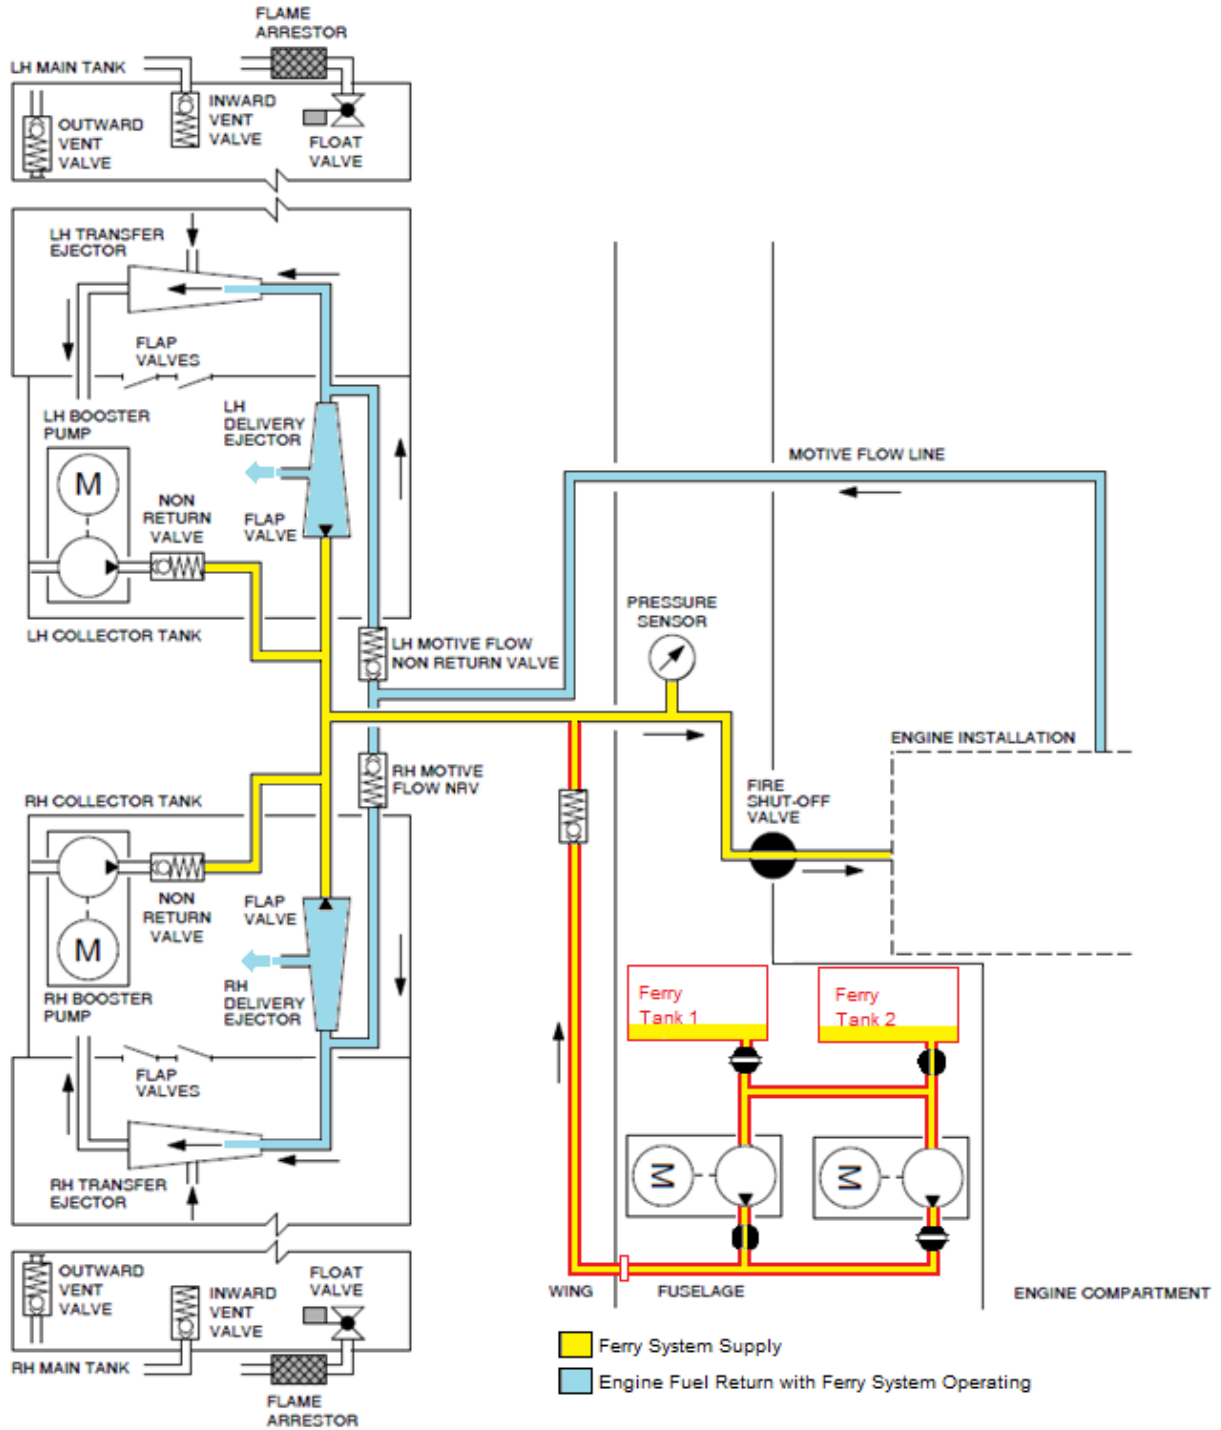 FLAME
ARRESTOR
LH MAIN TANK
OUTWARD
VENT
VALVE
INWARD
VENT
VALVE
FLOAT
VALVE
LH TRANSFER
EJECTOR
FLAP
VALVES
LH BOOSTER
PUMP
M
LH
DELIVERY
EJECTOR
NON
RETURN
VALVE
FLAP
VALVE
LH COLLECTOR TANK
MOTIVE FLOW LINE
PRESSURE
SENSOR
LH MOTIVE FLOW
NON RETURN VALVE
ENGINE INSTALLATION
RH MOTIVE
FLOW NRV
FIRE
SHUT-OFF
VALVE
RH COLLECTOR TANK
NON
RETURN
VALVE
FLAP
VALVE
M
RH BOOSTER
PUMP
RH
DELIVERY
EJECTOR
FLAP
VALVES
Ferry
Tank 1
Ferry
Tank 2
M
M
RH TRANSFER
EJECTOR
OUTWARD
VENT
VALVE
INWARD
VENT
VALVE
FLOAT
VALVE
RH MAIN TANK
FLAME
ARRESTOR
WING
FUSELAGE
ENGINE COMPARTMENT
Ferry System Supply
Engine Fuel Return with Ferry System Operating